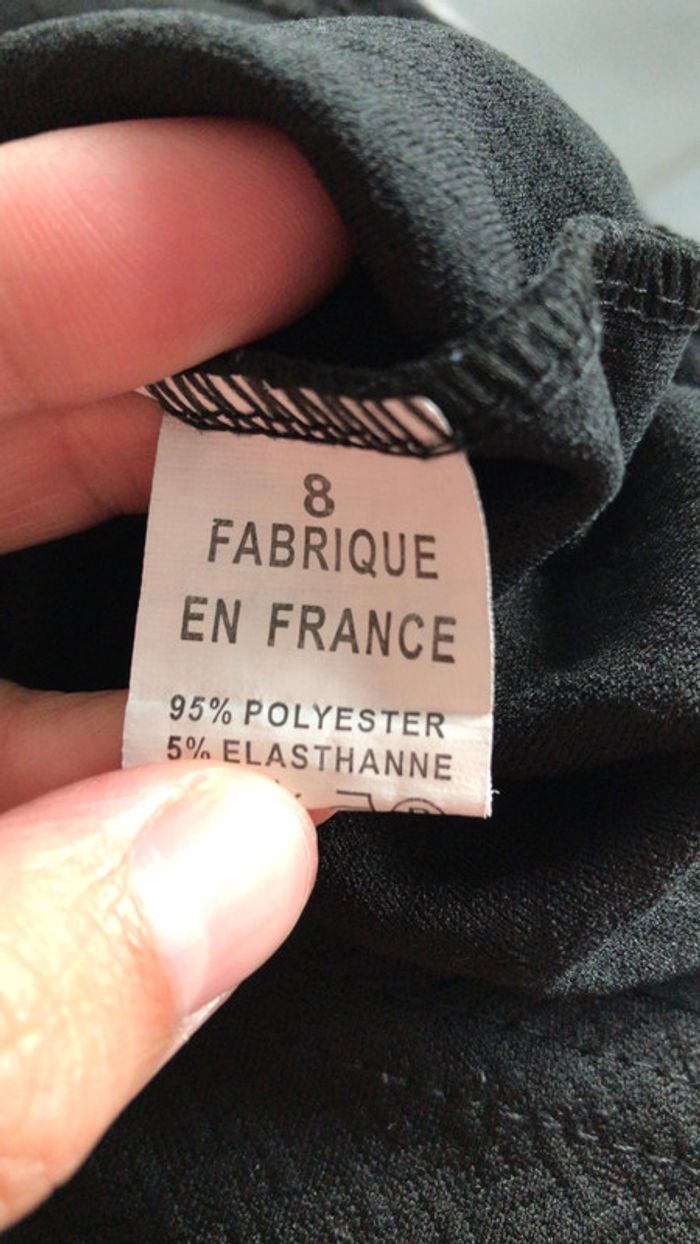 8
FABRIQUE
EN FRANCE
95% POLYESTER
5% ELASTHANNE